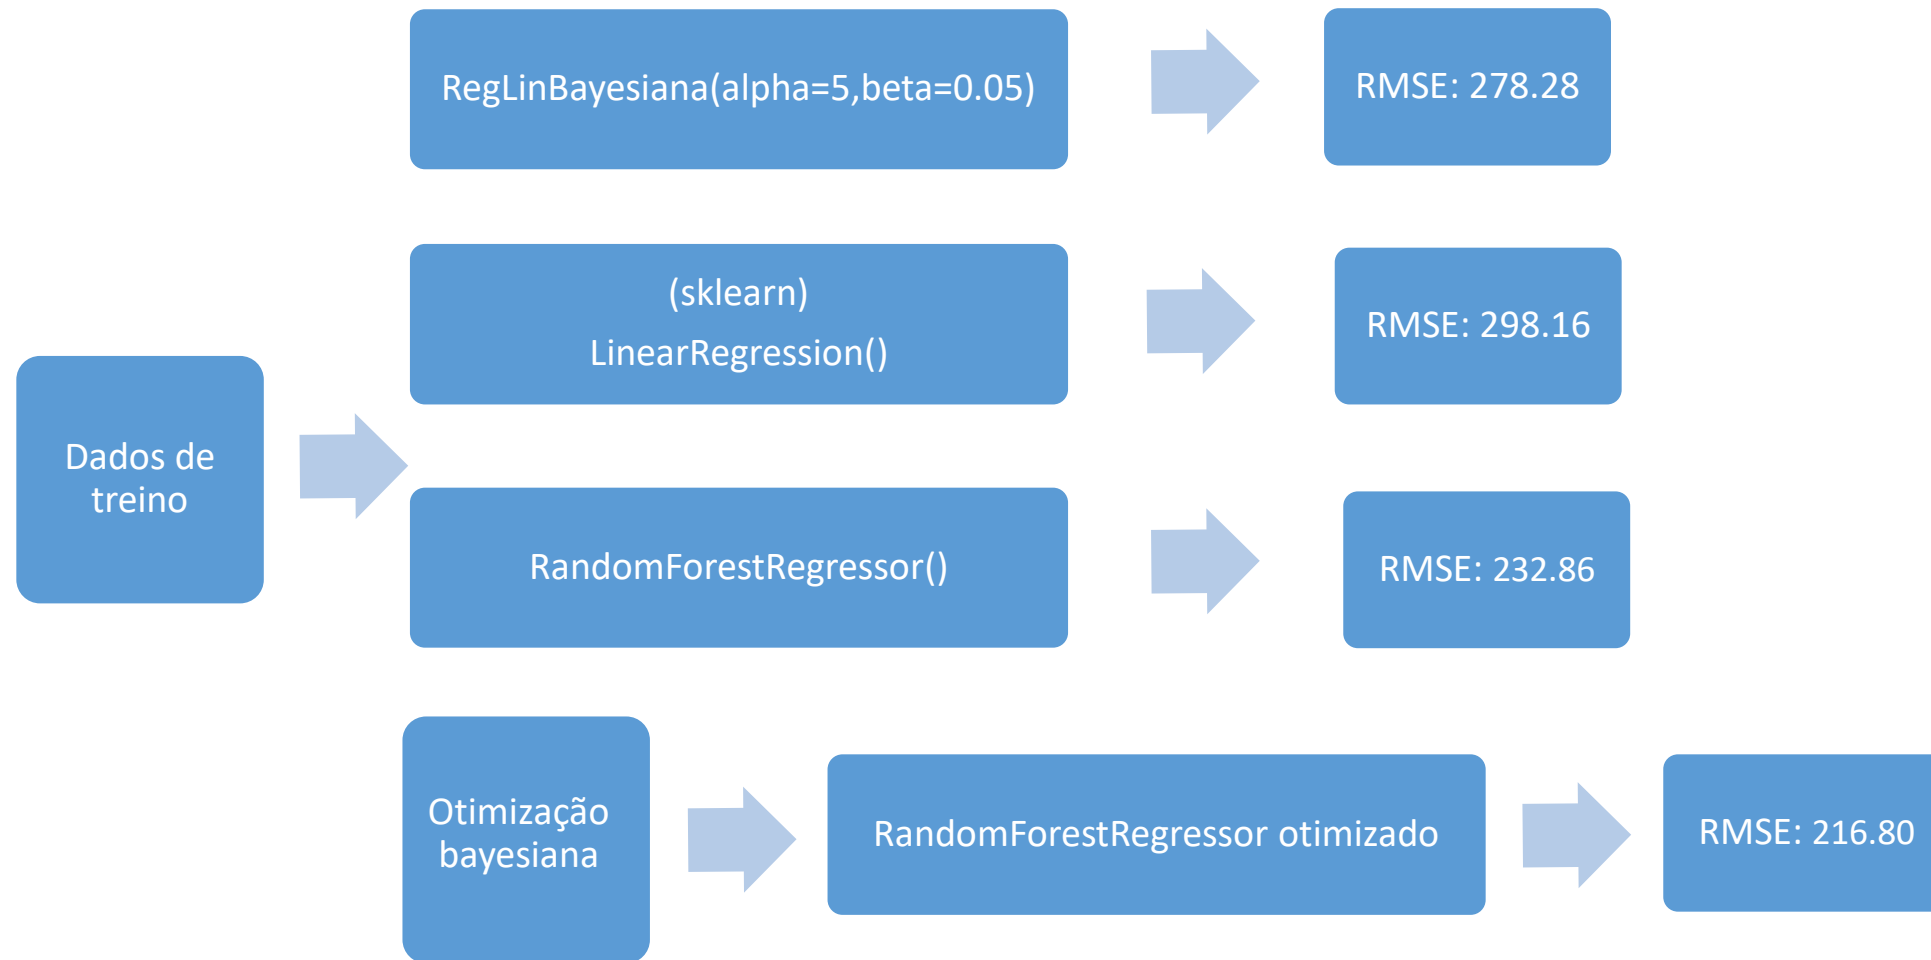 RegLinBayesiana(alpha=5,beta=0.05)
RMSE: 278.28
(sklearn)
LinearRegression()
RMSE: 298.16
Dados de
treino
RandomForestRegressor()
RMSE: 232.86
Otimização
bayesiana
RandomForestRegressor otimizado
RMSE: 216.80